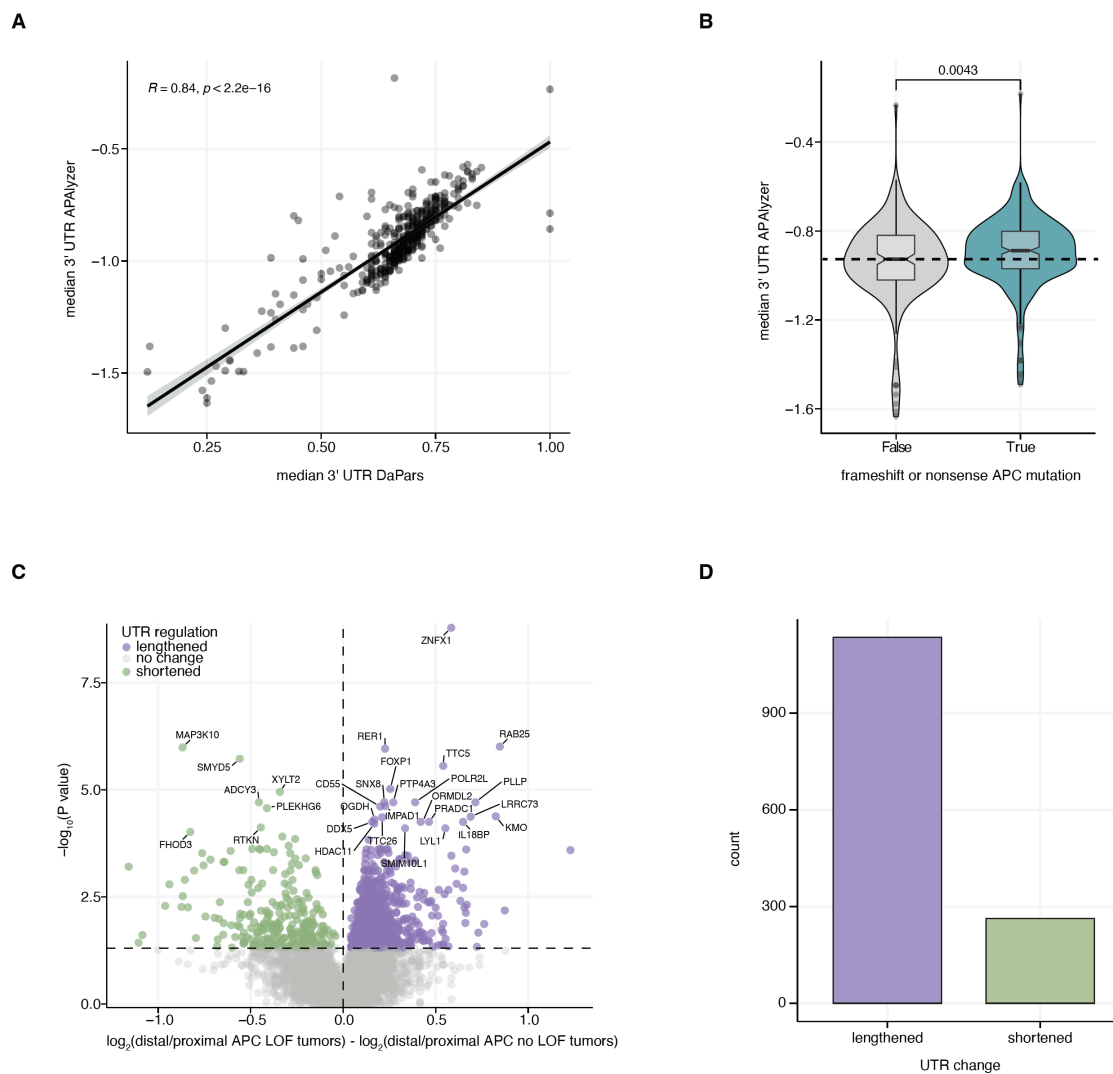 A
R = 0.84, p < 2.2e−16
−0.5
−1.0
−1.5
median 3' UTR APAlyzer
0.25
0.50
0.75
1.00
median 3' UTR DaPars
B
0.0043
−0.4
−0.8
−1.2
−1.6
median 3' UTR APAlyzer
False
True
frameshift or nonsense APC mutation
C
UTR regulation
lengthened
no change
shortened
ZNFX1
MAP3K10
SMYD5
RER1
RAB25
TTC5
FOXP1
XYLT2
ADCY3
PLEKHG6
CD55
SNX8
PTP4A3
POLR2L
PLLP
OGDH
IMPAD1
ORMDL2
PRADC1
LRRC73
DDX5
RTKN
FHOD3
HDAC11
TTC26
LYL1
IL18BP
KMO
SMIM10L1
7.5
5.0
2.5
0.0
−log10(P value)
−1.0
−0.5
0.0
0.5
1.0
log2(distal/proximal APC LOF tumors) - log2(distal/proximal APC no LOF tumors)
D
900
600
300
0
count
lengthened
shortened
UTR change